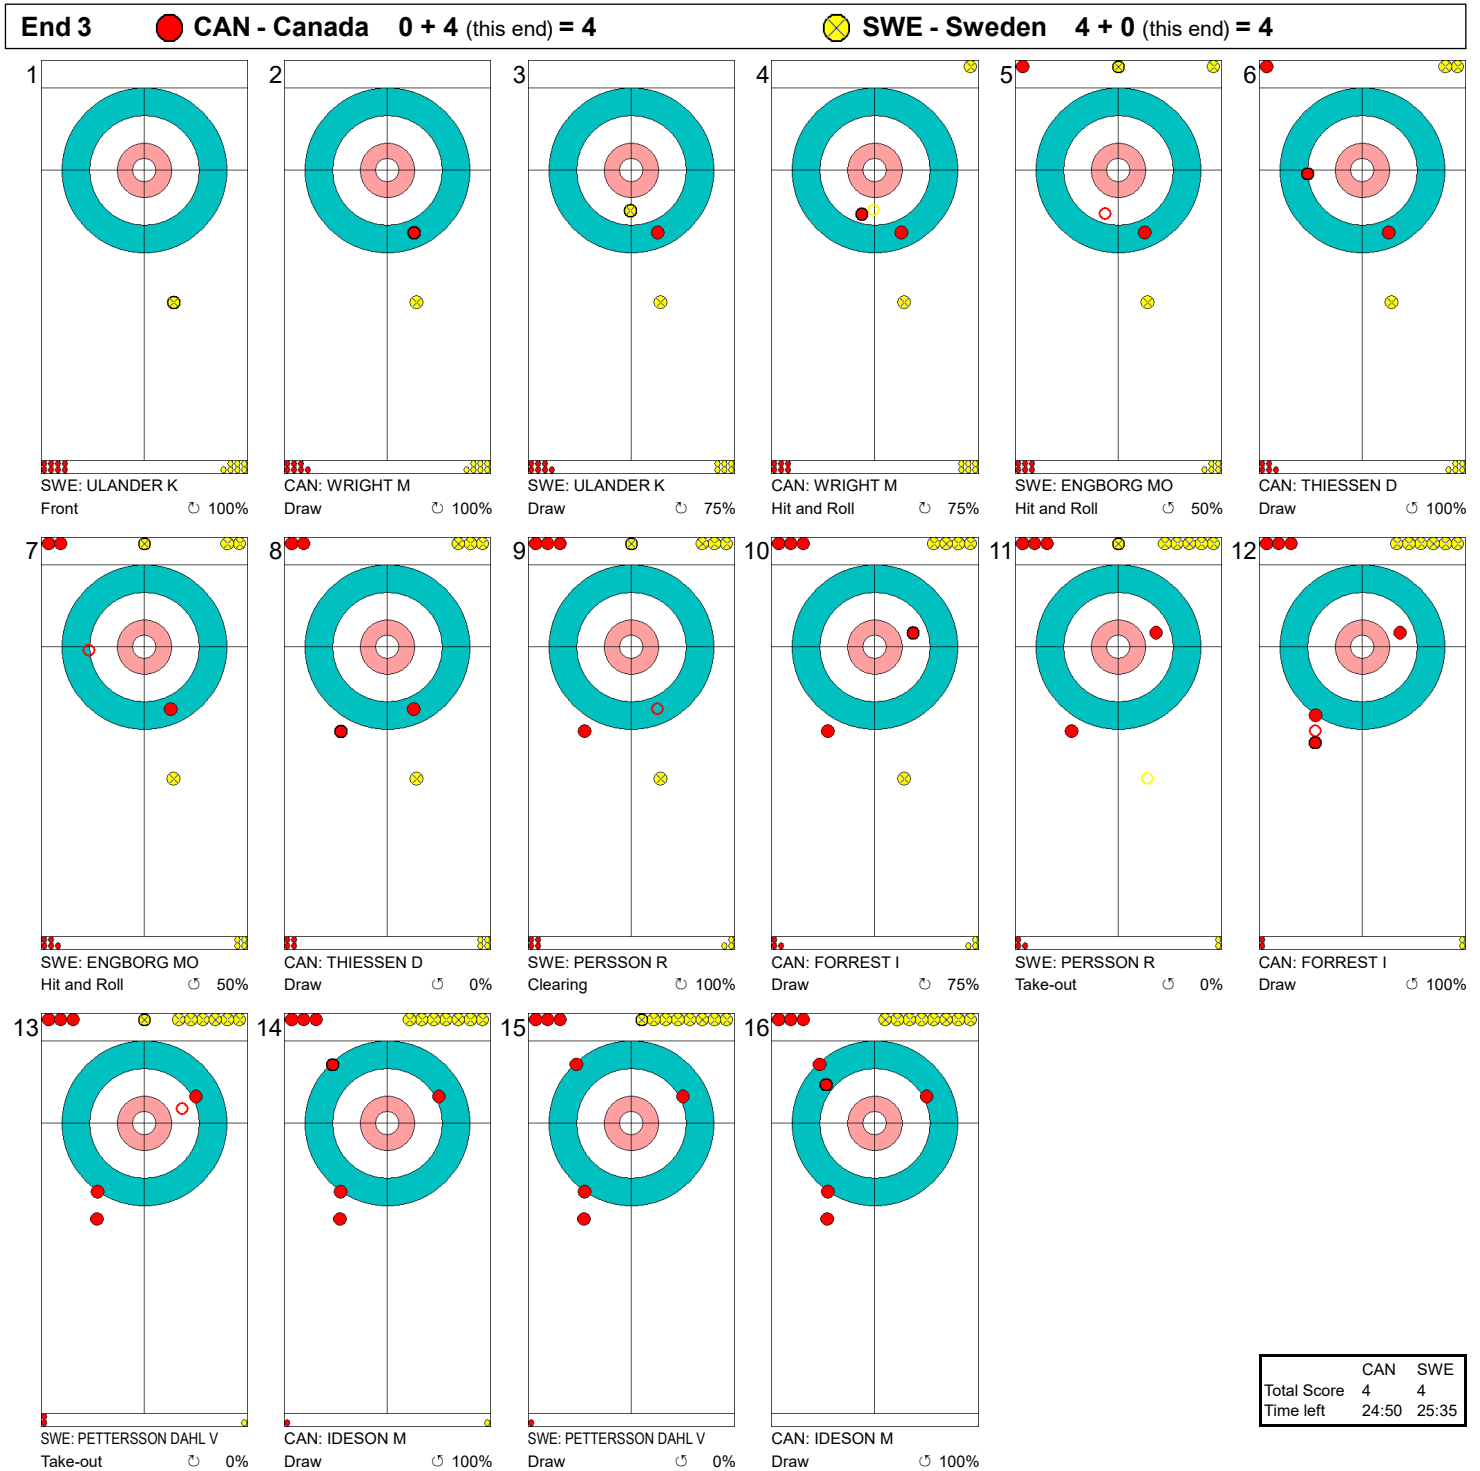 End 3 CAN - Canada 0 + 4 (this end) = 4 SWE - Sweden 4 + 0 (this end) = 4
1 2 3 4 5 6
SWE: ULANDER K CAN: WRIGHT M SWE: ULANDER K CAN: WRIGHT M SWE: ENGBORG MO CAN: THIESSEN D
Front ↻ 100% Draw ↻ 100% Draw ↻ 75% Hit and Roll ↻ 75% Hit and Roll ↺ 50% Draw ↺ 100%
7 8 9 10 11 12
SWE: ENGBORG MO CAN: THIESSEN D SWE: PERSSON R CAN: FORREST I SWE: PERSSON R CAN: FORREST I
Hit and Roll ↺ 50% Draw ↺ 0% Clearing ↻ 100% Draw ↻ 75% Take-out ↺ 0% Draw ↺ 100%
13 14 15 16
SWE: PETTERSSON DAHL V CAN: IDESON M SWE: PETTERSSON DAHL V CAN: IDESON M
Take-out ↻ 0% Draw ↺ 100% Draw ↺ 0% Draw ↺ 100%
CAN SWE
Total Score 4 4
Time left 24:50 25:35